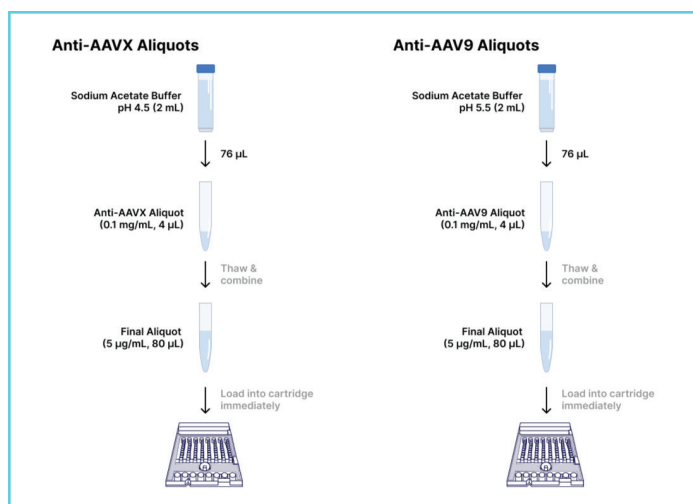 Anti-AAVX Aliquots
Sodium Acetate Buffer
pH 4.5 (2 mL)
76 µL
Anti-AAVX Aliquot
(0.1 mg/mL, 4 µL)
Thaw &
combine
Final Aliquot
(5 µg/mL, 80 µL)
Load into cartridge
immediately
Anti-AAV9 Aliquots
Sodium Acetate Buffer
pH 5.5 (2 mL)
76 µL
Anti-AAV9 Aliquot
(0.1 mg/mL, 4 µL)
Thaw &
combine
Final Aliquot
(5 µg/mL, 80 µL)
Load into cartridge
immediately